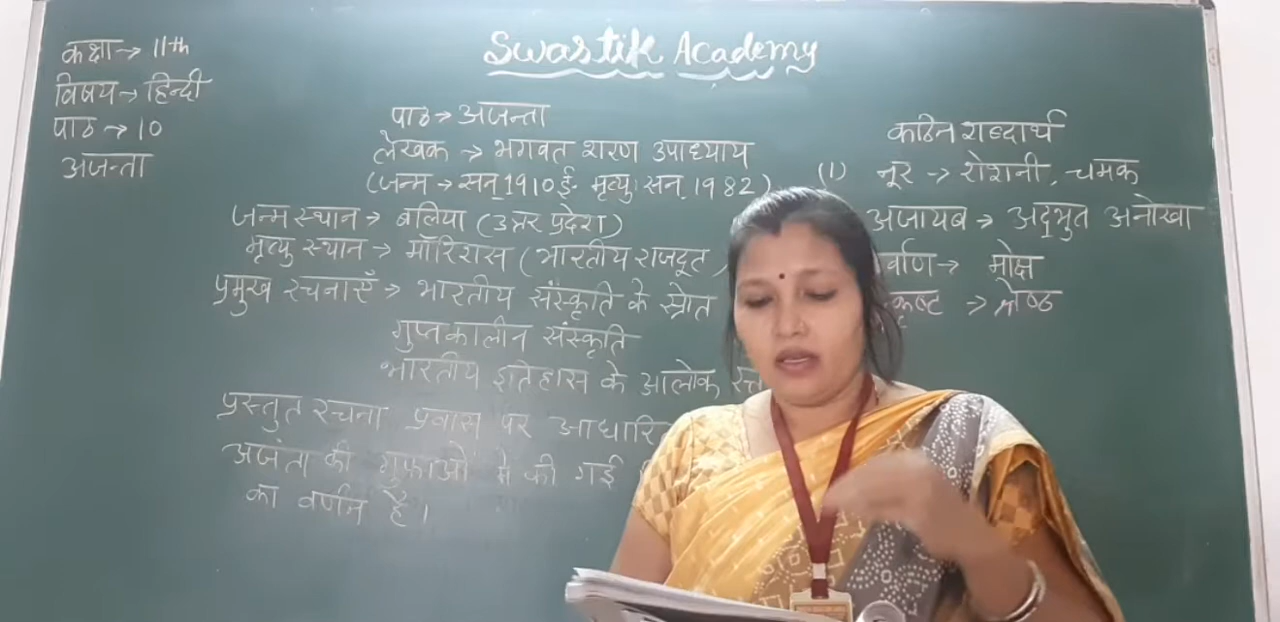 Swastik Academy
कक्षा → 11th
विषय → हिन्दी
पाठ → 10
अजन्ता
पाठ → अजन्ता
लेखक → भगवत शरण उपाध्याय
(जन्म → सन् 1910 ई. मृत्यु: सन् 1982)
जन्म स्थान → बलिया (उत्तर प्रदेश)
मृत्यु स्थान → मॉरिशस (भारतीय राजदूत)
प्रमुख रचनाएँ → भारतीय संस्कृति के स्रोत
गुप्तकालीन संस्कृति
भारतीय इतिहास के आलोक
प्रस्तुत रचना प्रवास पर
अजंता की गुफाओं में की गई
का वर्णन है।
कठिन शब्दार्थ
(1) नूर → रोशनी, चमक
अजायब → अद्भुत अनोखा
→ मोक्ष
→ श्रेष्ठ